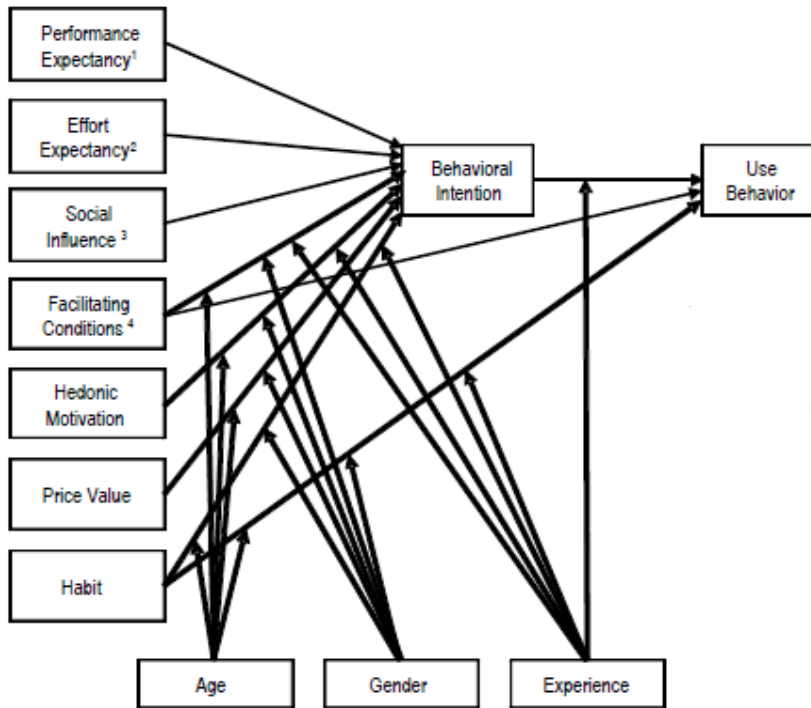 Performance
Expectancy¹
Effort
Expectancy²
Social
Influence ³
Facilitating
Conditions ⁴
Hedonic
Motivation
Price Value
Habit
Behavioral
Intention
Use
Behavior
Age
Gender
Experience